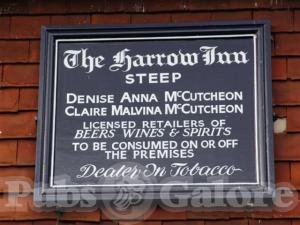 The Harrow Inn
STEEP
DENISE ANNA MCCUTCHEON
CLAIRE MALVINA MCCUTCHEON
LICENSED RETAILERS OF
BEERS WINES & SPIRITS
TO BE CONSUMED ON OR OFF
THE PREMISES
Dealer In Tobacco
Pubs Galore